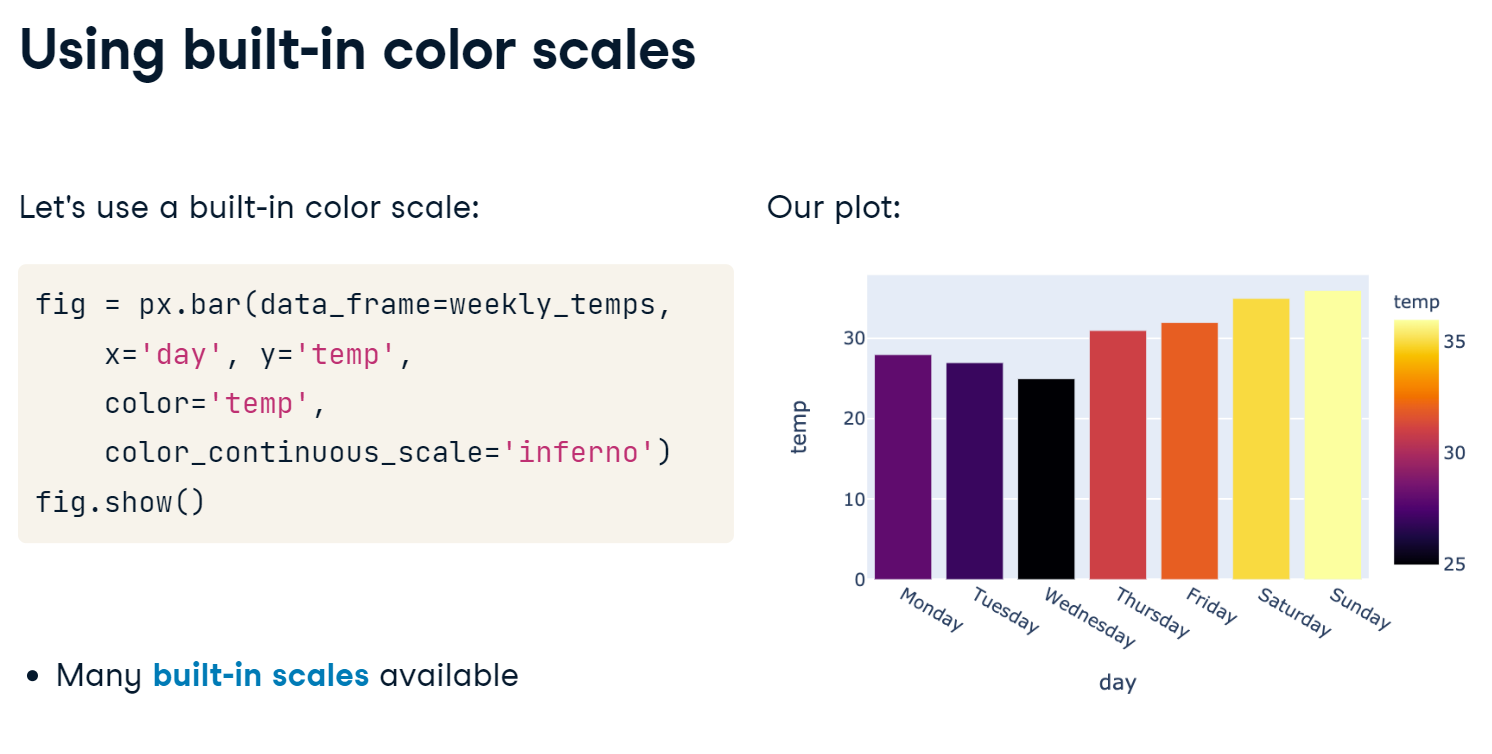 Using built-in color scales
Let's use a built-in color scale:
fig = px.bar(data_frame=weekly_temps,
    x='day', y='temp',
    color='temp',
    color_continuous_scale='inferno')
fig.show()
• Many built-in scales available
Our plot:
temp
30
20
10
0
Monday
Tuesday
Wednesday
Thursday
Friday
Saturday
Sunday
day
temp
35
30
25